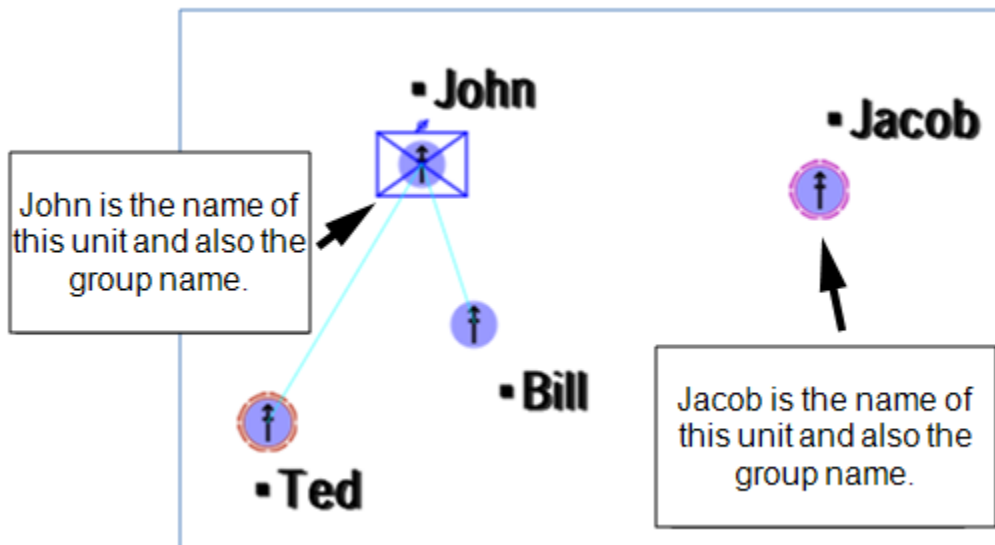 ▪John
▪Jacob
John is the name of
this unit and also the
group name.
▪Bill
Jacob is the name of
this unit and also the
group name.
▪Ted